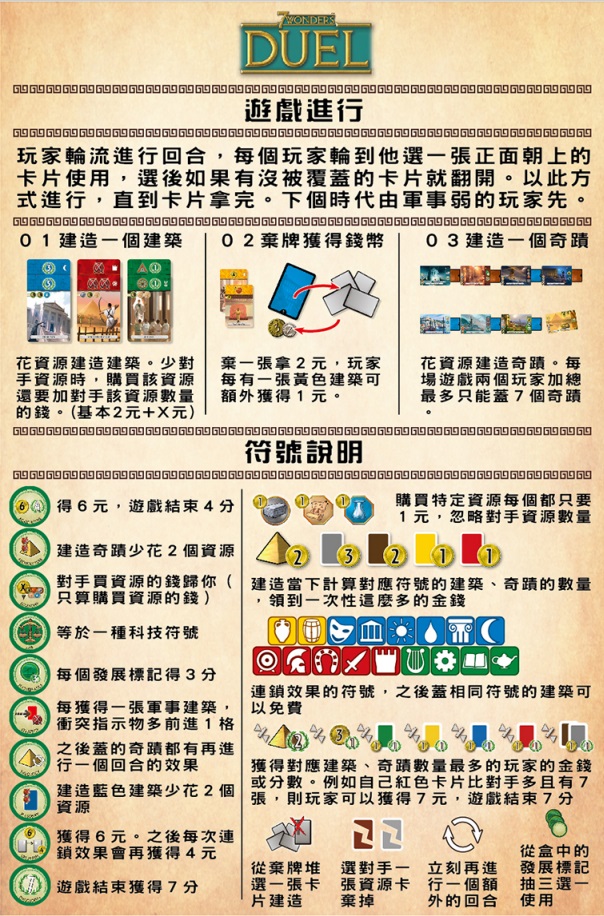 7 WONDERS
DUEL
遊戲進行
玩家輪流進行回合，每個玩家輪到他選一張正面朝上的
卡片使用，選後如果有沒被覆蓋的卡片就翻開。以此方
式進行，直到卡片拿完。下個時代由軍事弱的玩家先。
01建造一個建築
花資源建造建築。少對
手資源時，購買該資源
還要加對手該資源數量
的錢。(基本2元+X元)
02棄牌獲得錢幣
棄一張拿2元，玩家
每有一張黃色建築可
額外獲得1元。
03建造一個奇蹟
花資源建造奇蹟。每
場遊戲兩個玩家加總
最多只能蓋7個奇蹟
。
符號說明
6
得6元，遊戲結束4分
建造奇蹟少花2個資源
X
對手買資源的錢歸你（
只算購買資源的錢）
等於一種科技符號
每個發展標記得3分
每獲得一張軍事建築，
衝突指示物多前進1格
之後蓋的奇蹟都有再進
行一個回合的效果
建造藍色建築少花2個
資源
6
獲得6元。之後每次連
鎖效果會再獲得4元
7
遊戲結束獲得7分
1 1 1
購買特定資源每個都只要
1元，忽略對手資源數量
2 3 2 1 1
建造當下計算對應符號的建築、奇蹟的數量
，領到一次性這麼多的金錢
連鎖效果的符號，之後蓋相同符號的建築可
以免費
2 3 1 1 1 1 1 1 1 1 1 1
獲得對應建築、奇蹟數量最多的玩家的金錢
或分數。例如自己紅色卡片比對手多且有7
張，則玩家可以獲得7元，遊戲結束7分
從棄牌堆
選一張卡
片建造
選對手一
張資源卡
棄掉
立刻再進
行一個額
外的回合
從盒中的
發展標記
抽三選一
使用